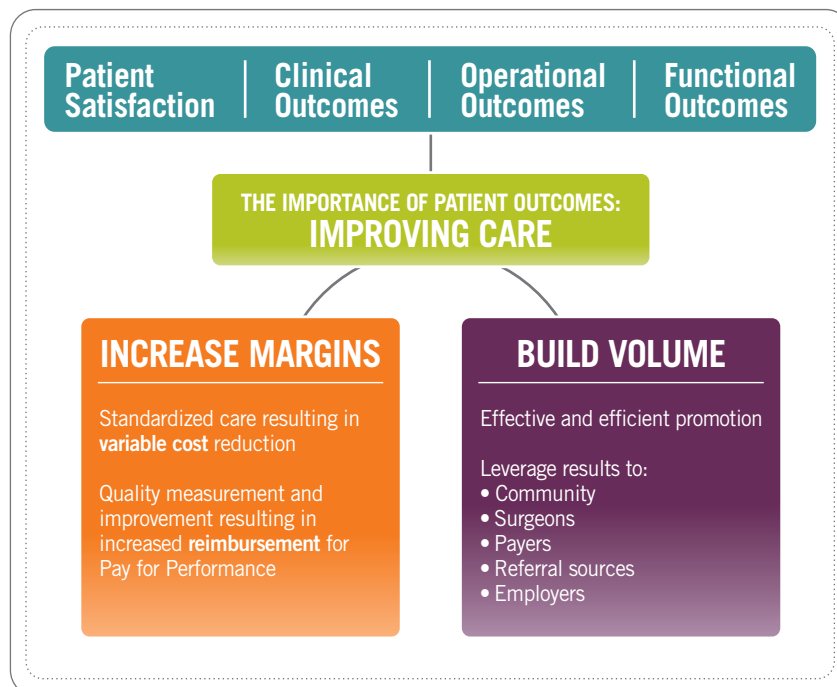 Patient Satisfaction
Clinical Outcomes
Operational Outcomes
Functional Outcomes
THE IMPORTANCE OF PATIENT OUTCOMES:
IMPROVING CARE
INCREASE MARGINS
Standardized care resulting in
variable cost reduction
Quality measurement and
improvement resulting in
increased reimbursement for
Pay for Performance
BUILD VOLUME
Effective and efficient promotion
Leverage results to:
• Community
• Surgeons
• Payers
• Referral sources
• Employers